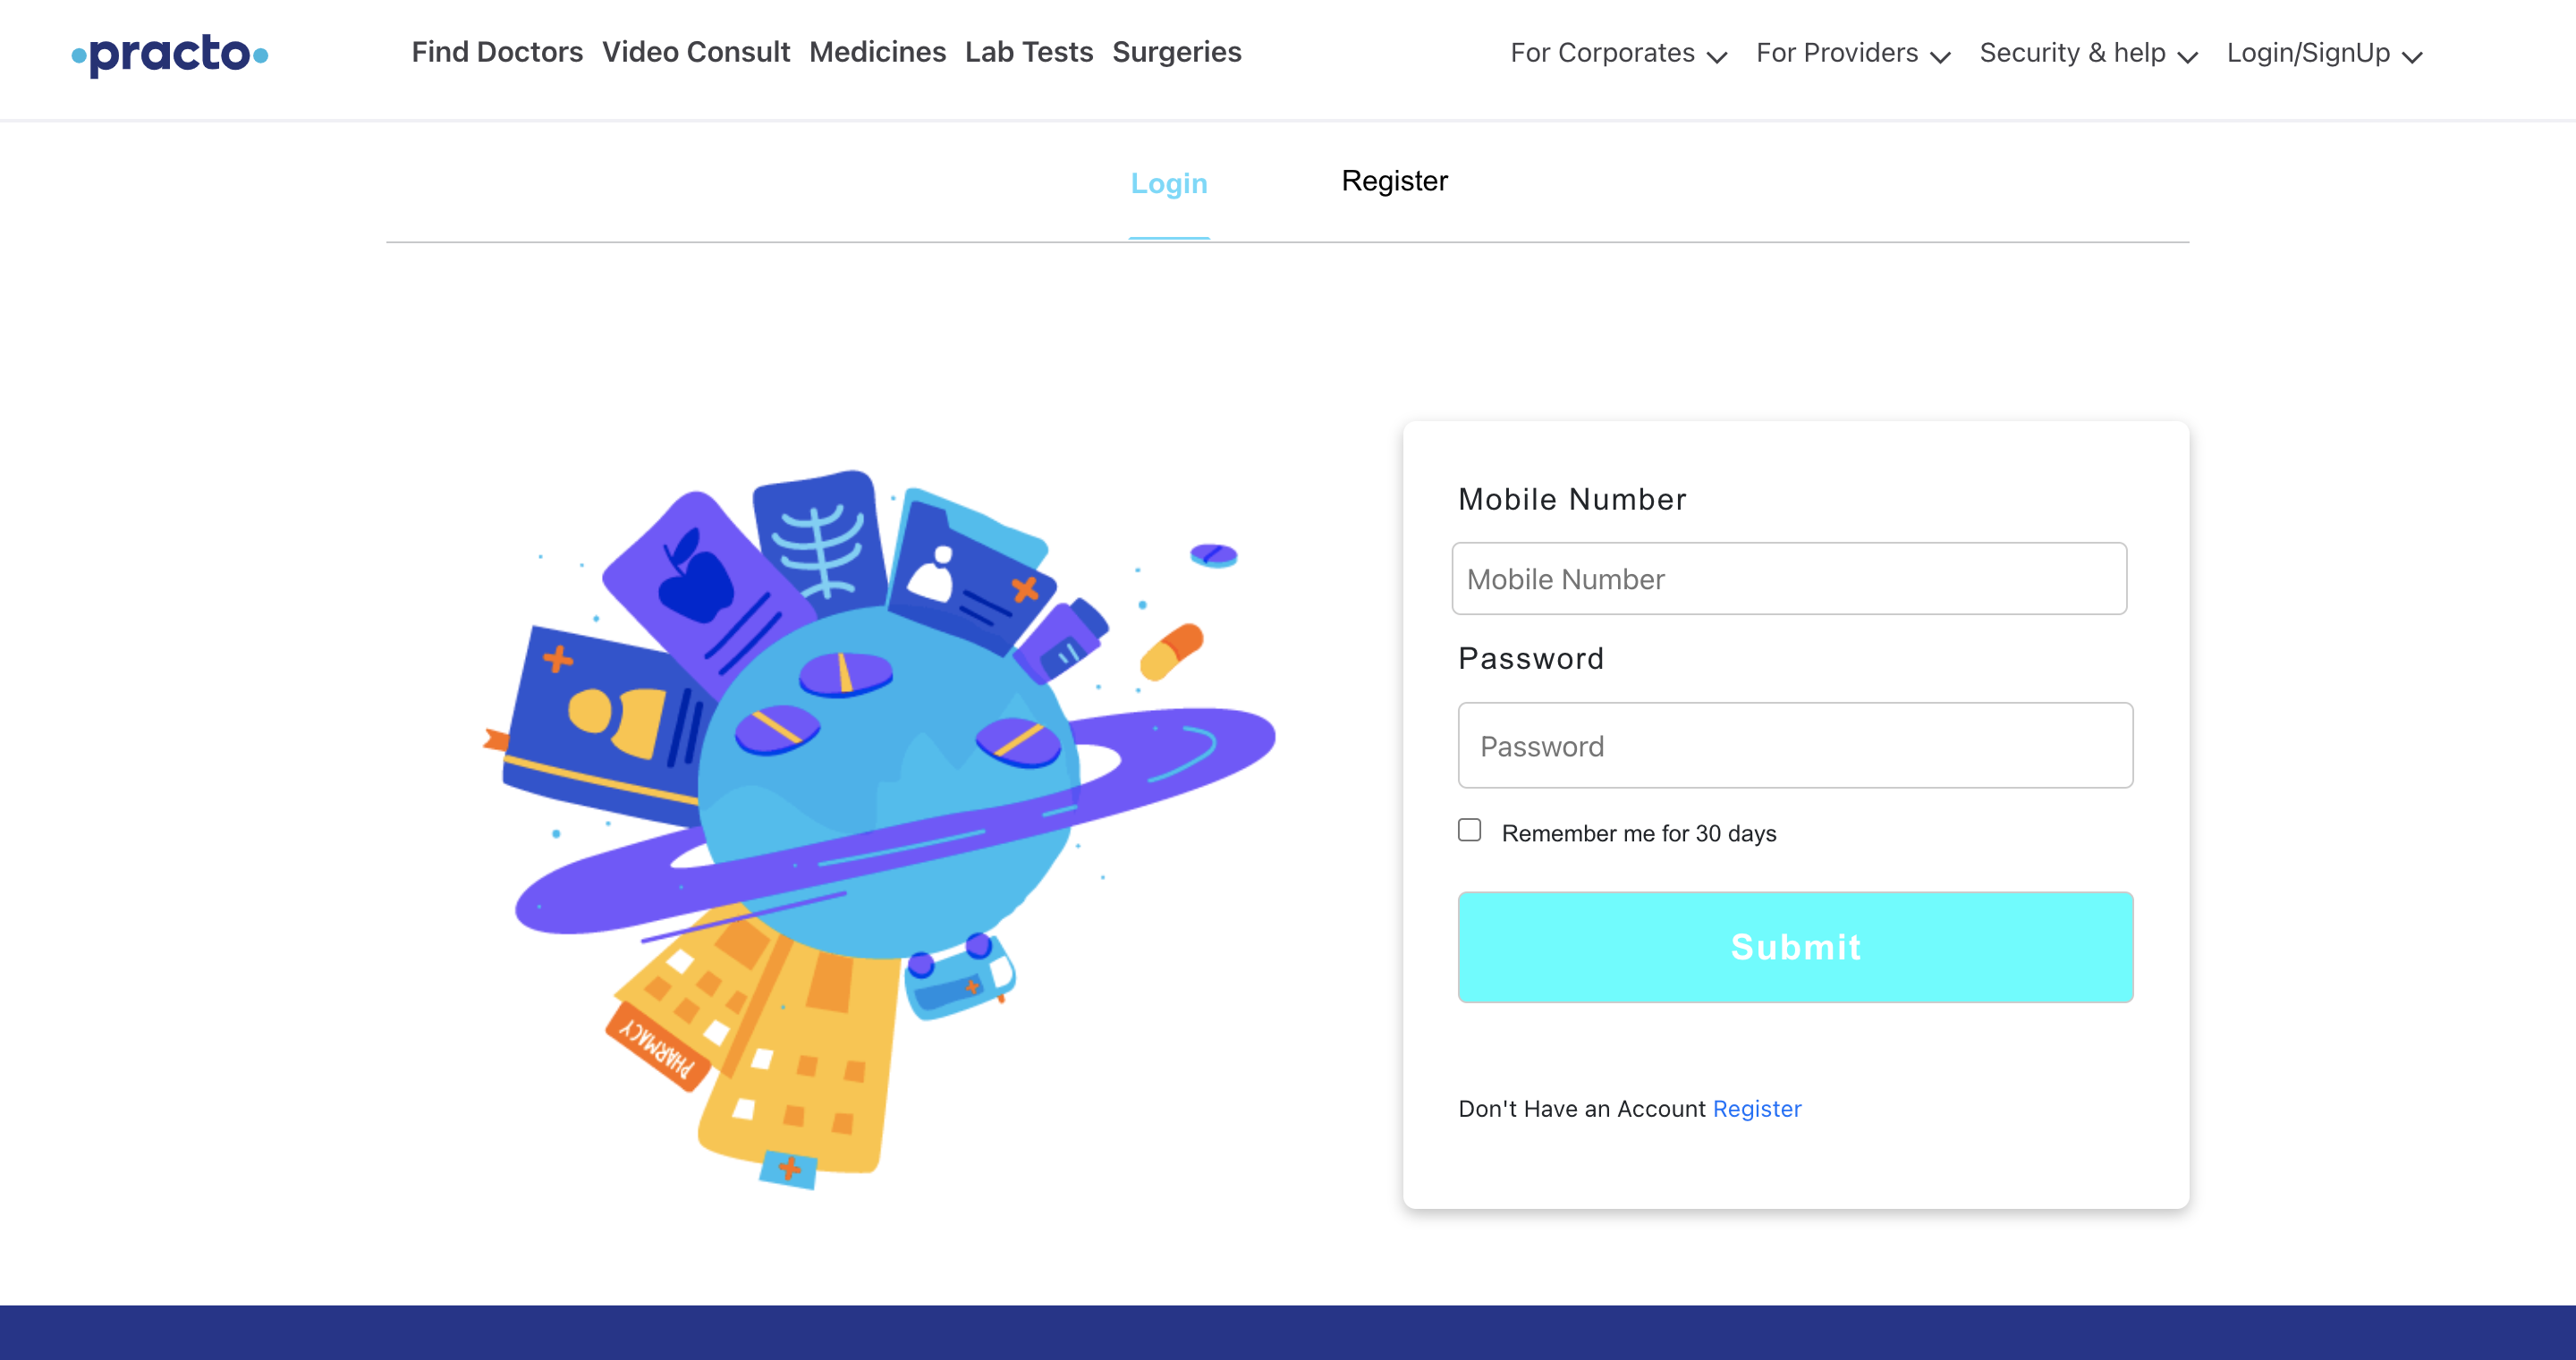 practo
Find Doctors Video Consult Medicines Lab Tests Surgeries
For Corporates For Providers Security & help Login/SignUp
Login Register
Mobile Number
Mobile Number
Password
Password
Remember me for 30 days
Submit
Don't Have an Account Register
PHARMACY